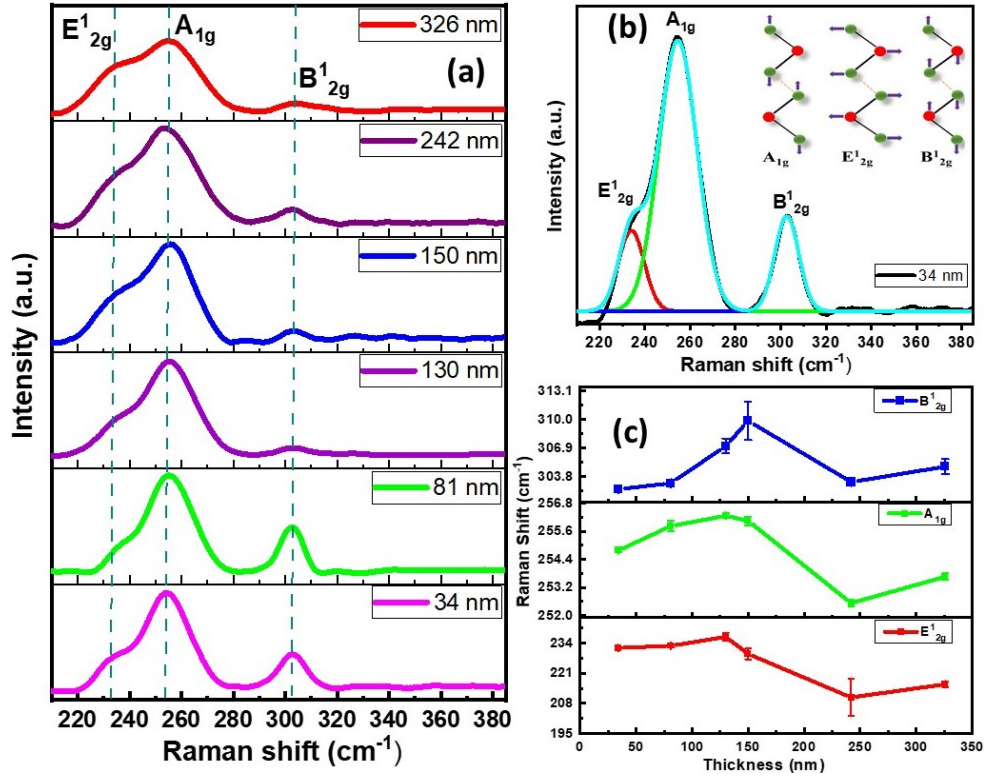 E¹₂g
A₁g
B¹₂g
(a)
326 nm
242 nm
150 nm
130 nm
81 nm
34 nm
Intensity (a.u.)
220 240 260 280 300 320 340 360 380
Raman shift (cm⁻¹)
(b)
A₁g
E¹₂g
B¹₂g
A₁g E¹₂g B¹₂g
34 nm
Intensity (a.u.)
220 240 260 280 300 320 340 360 380
Raman shift (cm⁻¹)
(c)
B¹₂g
313.1
310.0
306.9
303.8
A₁g
256.8
255.6
254.4
253.2
252.0
E¹₂g
234
221
208
195
Raman Shift (cm⁻¹)
0 50 100 150 200 250 300 350
Thickness (nm)